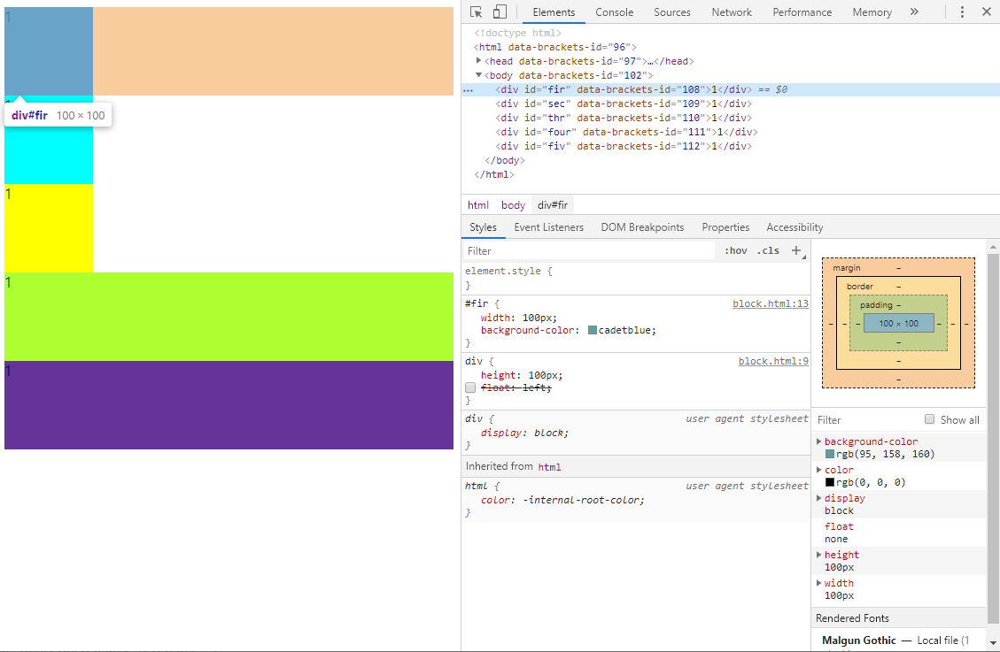 1
1
div#fir 100 × 100
1
1
1
Elements Console Sources Network Performance Memory »
<!doctype html>
<html data-brackets-id="96">
<head data-brackets-id="97">…</head>
<body data-brackets-id="102">
… <div id="fir" data-brackets-id="108">1</div> == $0
<div id="sec" data-brackets-id="109">1</div>
<div id="thr" data-brackets-id="110">1</div>
<div id="four" data-brackets-id="111">1</div>
<div id="fiv" data-brackets-id="112">1</div>
</body>
</html>
html body div#fir
Styles Event Listeners DOM Breakpoints Properties Accessibility
Filter :hov .cls +
element.style {
}
#fir { block.html:13
width: 100px;
background-color: cadetblue;
}
div { block.html:9
height: 100px;
float: left;
}
div { user agent stylesheet
display: block;
}
Inherited from html
html { user agent stylesheet
color: -internal-root-color;
}
margin –
border –
padding –
– – – 100 × 100 – – –
–
–
–
Filter Show all
background-color
rgb(95, 158, 160)
color
rgb(0, 0, 0)
display
block
float
none
height
100px
width
100px
Rendered Fonts
Malgun Gothic — Local file (1